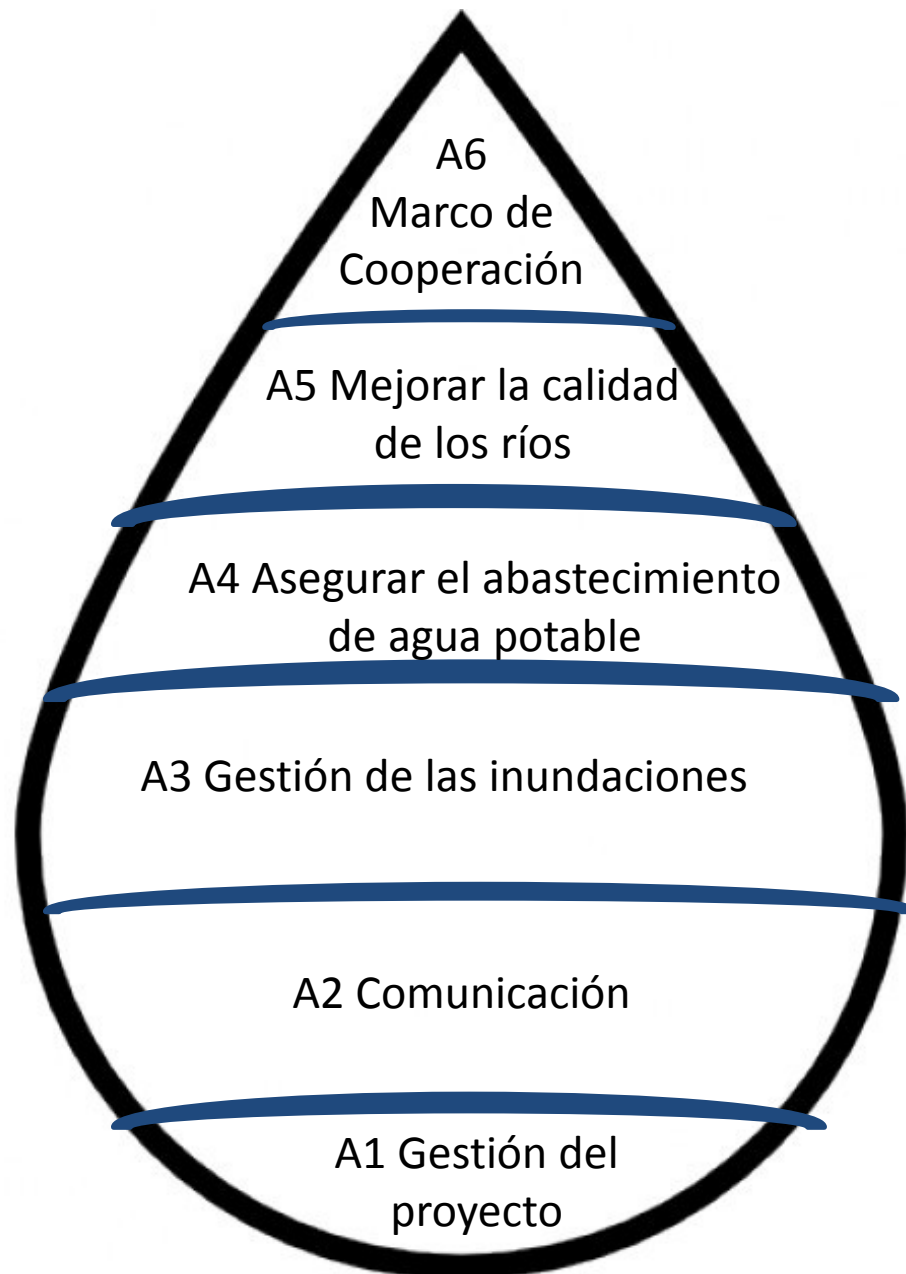 A6
Marco de
Cooperación
A5 Mejorar la calidad
de los ríos
A4 Asegurar el abastecimiento
de agua potable
A3 Gestión de las inundaciones
A2 Comunicación
A1 Gestión del
proyecto